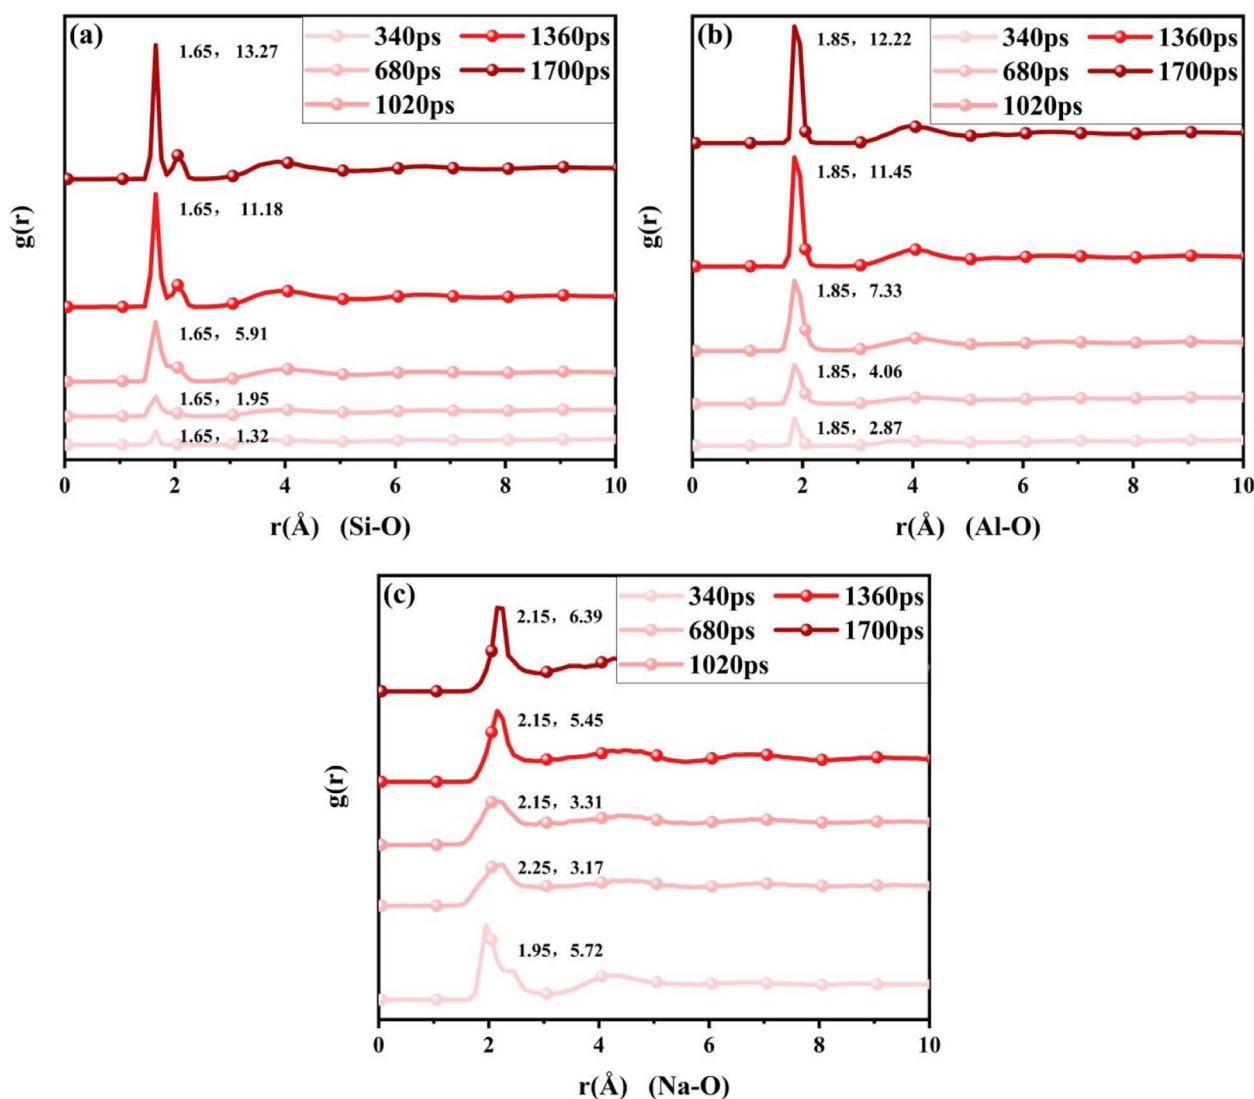 (a)
340ps 1360ps
680ps 1700ps
1020ps
1.65, 13.27
1.65, 11.18
1.65, 5.91
1.65, 1.95
1.65, 1.32
g(r)
0 2 4 6 8 10
r(Å) (Si-O)
(b)
340ps 1360ps
680ps 1700ps
1020ps
1.85, 12.22
1.85, 11.45
1.85, 7.33
1.85, 4.06
1.85, 2.87
g(r)
0 2 4 6 8 10
r(Å) (Al-O)
(c)
340ps 1360ps
680ps 1700ps
1020ps
2.15, 6.39
2.15, 5.45
2.15, 3.31
2.25, 3.17
1.95, 5.72
g(r)
0 2 4 6 8 10
r(Å) (Na-O)